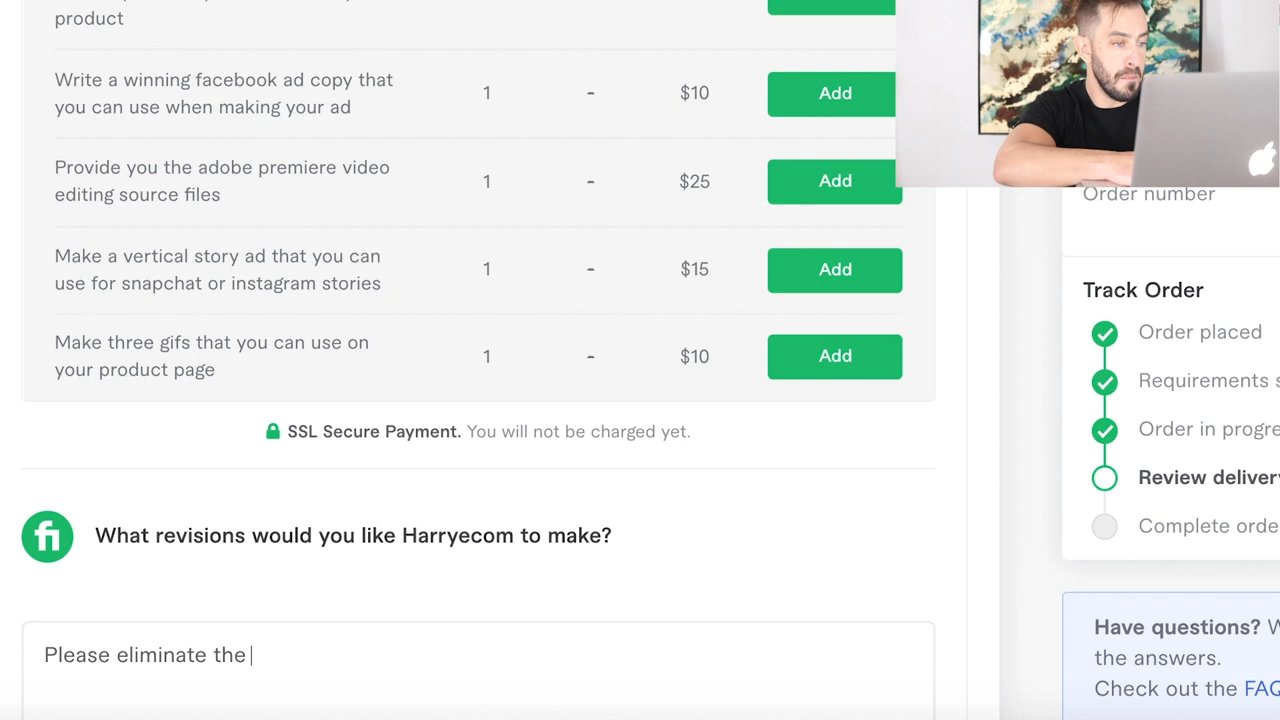 product
Write a winning facebook ad copy that
you can use when making your ad
1
-
$10
Add
Provide you the adobe premiere video
editing source files
1
-
$25
Add
Make a vertical story ad that you can
use for snapchat or instagram stories
1
-
$15
Add
Make three gifs that you can use on
your product page
1
-
$10
Add
SSL Secure Payment. You will not be charged yet.
fi
What revisions would you like Harryecom to make?
Please eliminate the
Order number
Track Order
Order placed
Requirements
Order in progre
Review deliver
Complete orde
Have questions?
the answers.
Check out the FAQ